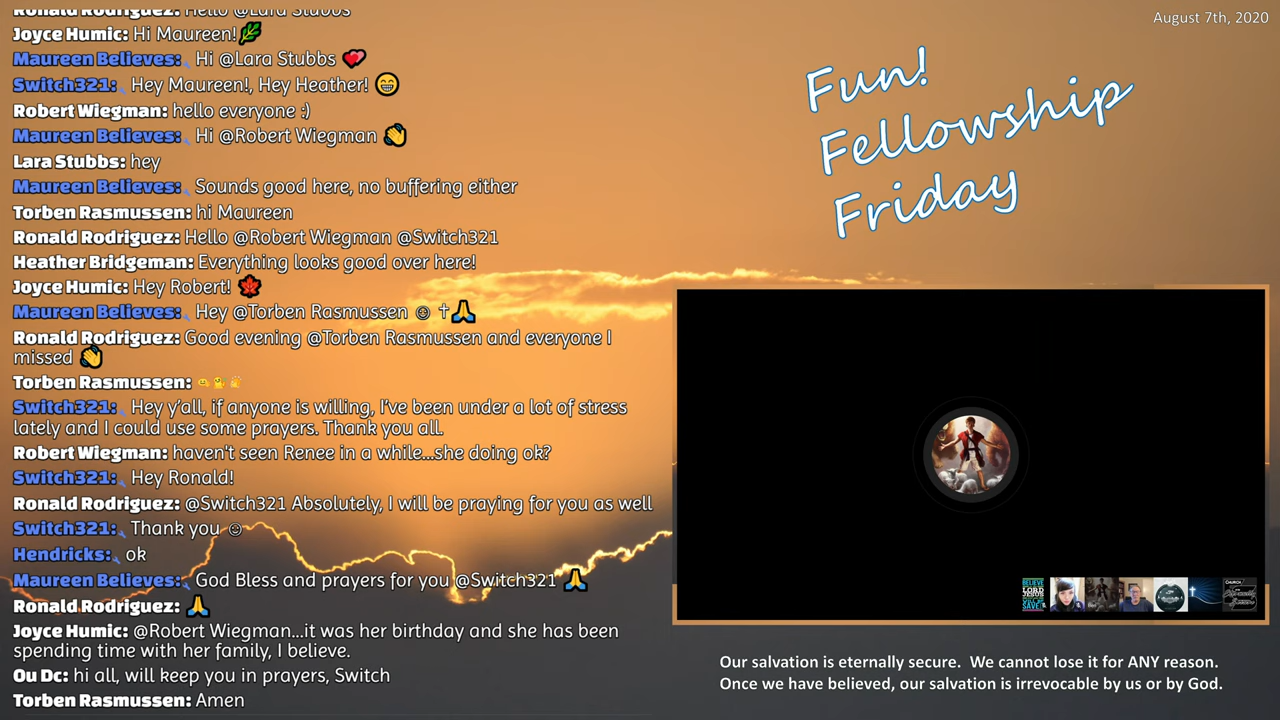 Ronald Rodriguez: Hello @Lara Stubbs
Joyce Humic: Hi Maureen!🌿
Maureen Believes: Hi @Lara Stubbs 💕
Switch321: Hey Maureen!, Hey Heather! 😁
Robert Wiegman: hello everyone :)
Maureen Believes: Hi @Robert Wiegman 👋
Lara Stubbs: hey
Maureen Believes: Sounds good here, no buffering either
Torben Rasmussen: hi Maureen
Ronald Rodriguez: Hello @Robert Wiegman @Switch321
Heather Bridgeman: Everything looks good over here!
Joyce Humic: Hey Robert! 🍁
Maureen Believes: Hey @Torben Rasmussen ☺ ✝🙏
Ronald Rodriguez: Good evening @Torben Rasmussen and everyone I
missed 👋
Torben Rasmussen:
Switch321: Hey y'all, if anyone is willing, I've been under a lot of stress
lately and I could use some prayers. Thank you all.
Robert Wiegman: haven't seen Renee in a while...she doing ok?
Switch321: Hey Ronald!
Ronald Rodriguez: @Switch321 Absolutely, I will be praying for you as well
Switch321: Thank you ☺
Hendricks: ok
Maureen Believes: God Bless and prayers for you @Switch321 🙏
Ronald Rodriguez: 🙏
Joyce Humic: @Robert Wiegman...it was her birthday and she has been
spending time with her family, I believe.
Ou Dc: hi all, will keep you in prayers, Switch
Torben Rasmussen: Amen
August 7th, 2020
Fun!
Fellowship
Friday
BELIEVE
LORD
JESUS
SAVE
CHURCH
Our salvation is eternally secure. We cannot lose it for ANY reason.
Once we have believed, our salvation is irrevocable by us or by God.